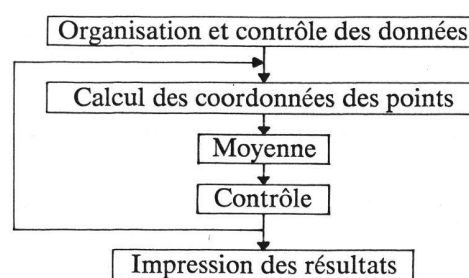 Organisation et contrôle des données
Calcul des coordonnées des points
Moyenne
Contrôle
Impression des résultats